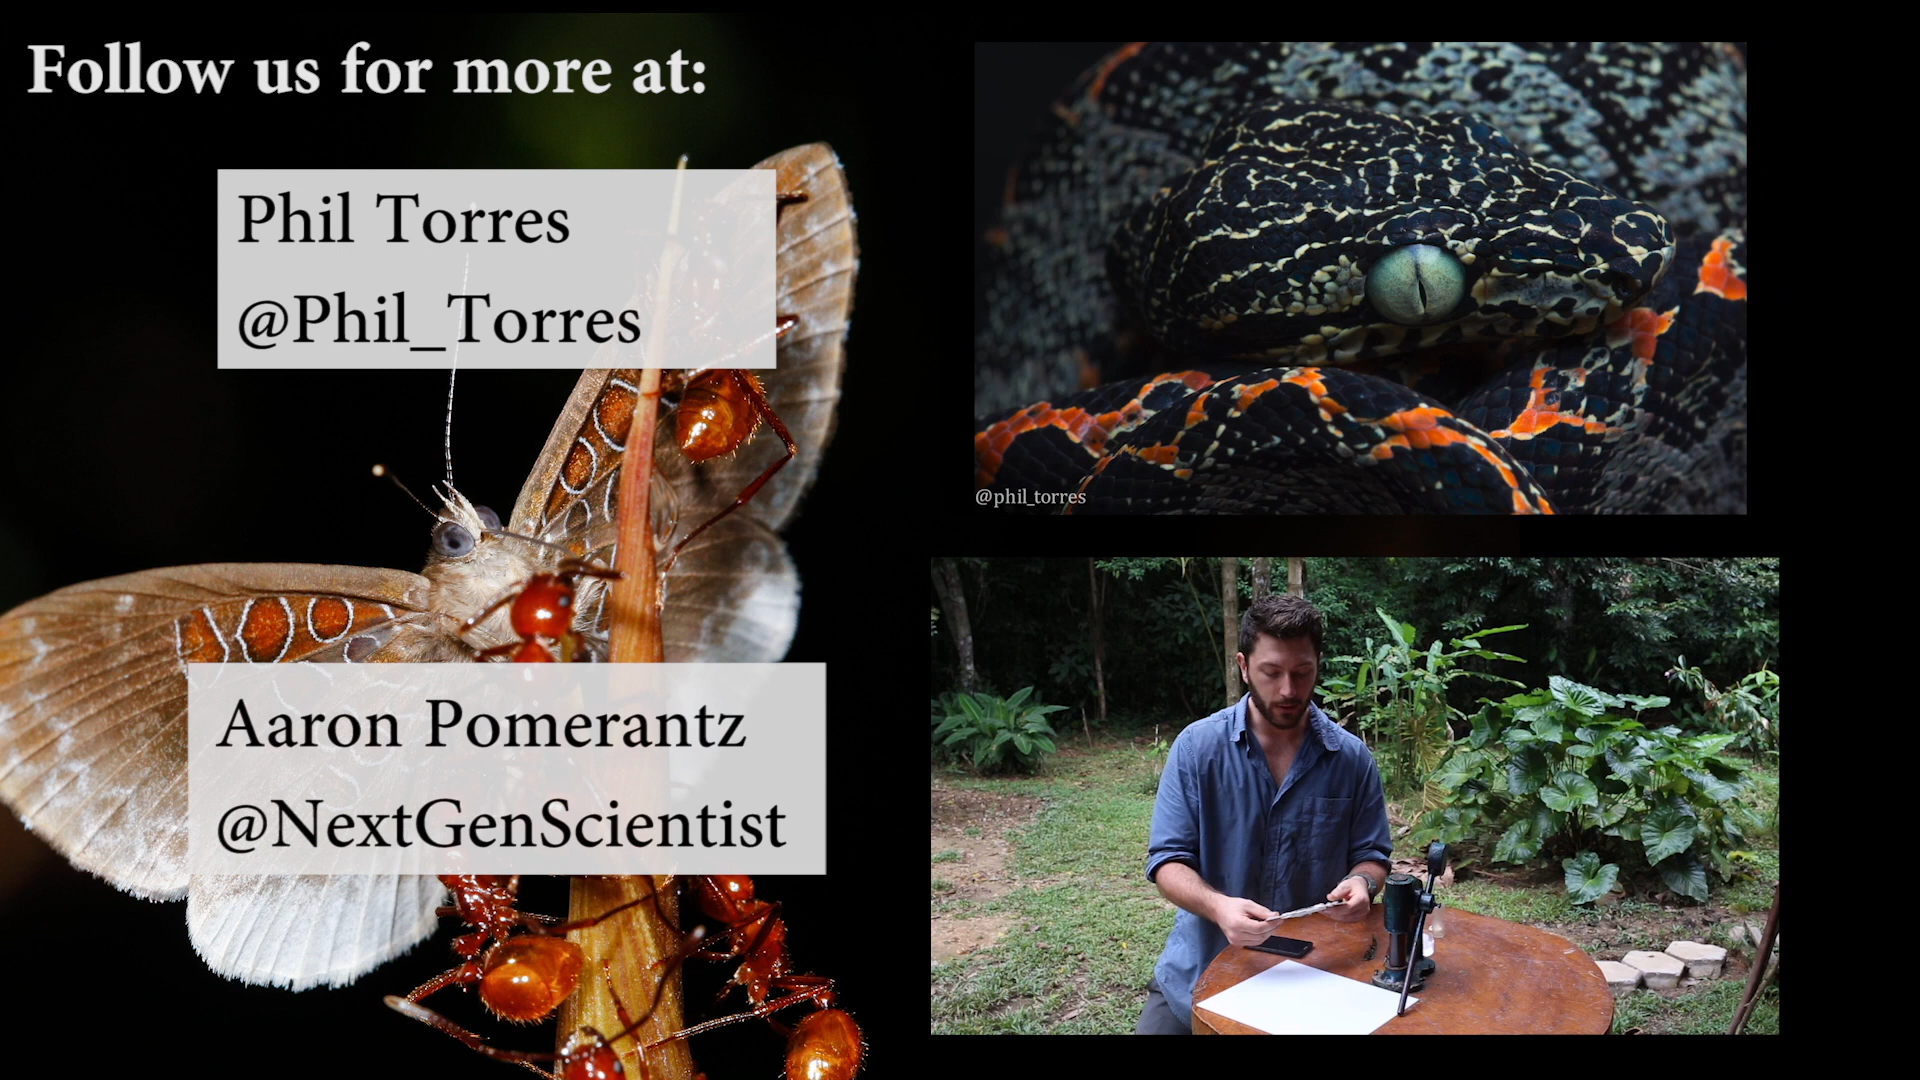 Follow us for more at:
Phil Torres
@Phil_Torres
Aaron Pomerantz
@NextGenScientist
@phil_torres